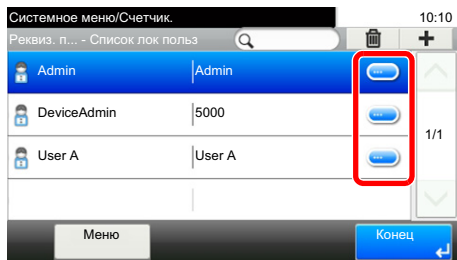 Системное меню/Счетчик.
10:10
Реквиз. п... - Список лок польз
Admin Admin
DeviceAdmin 5000
1/1
User A User A
Меню
Конец